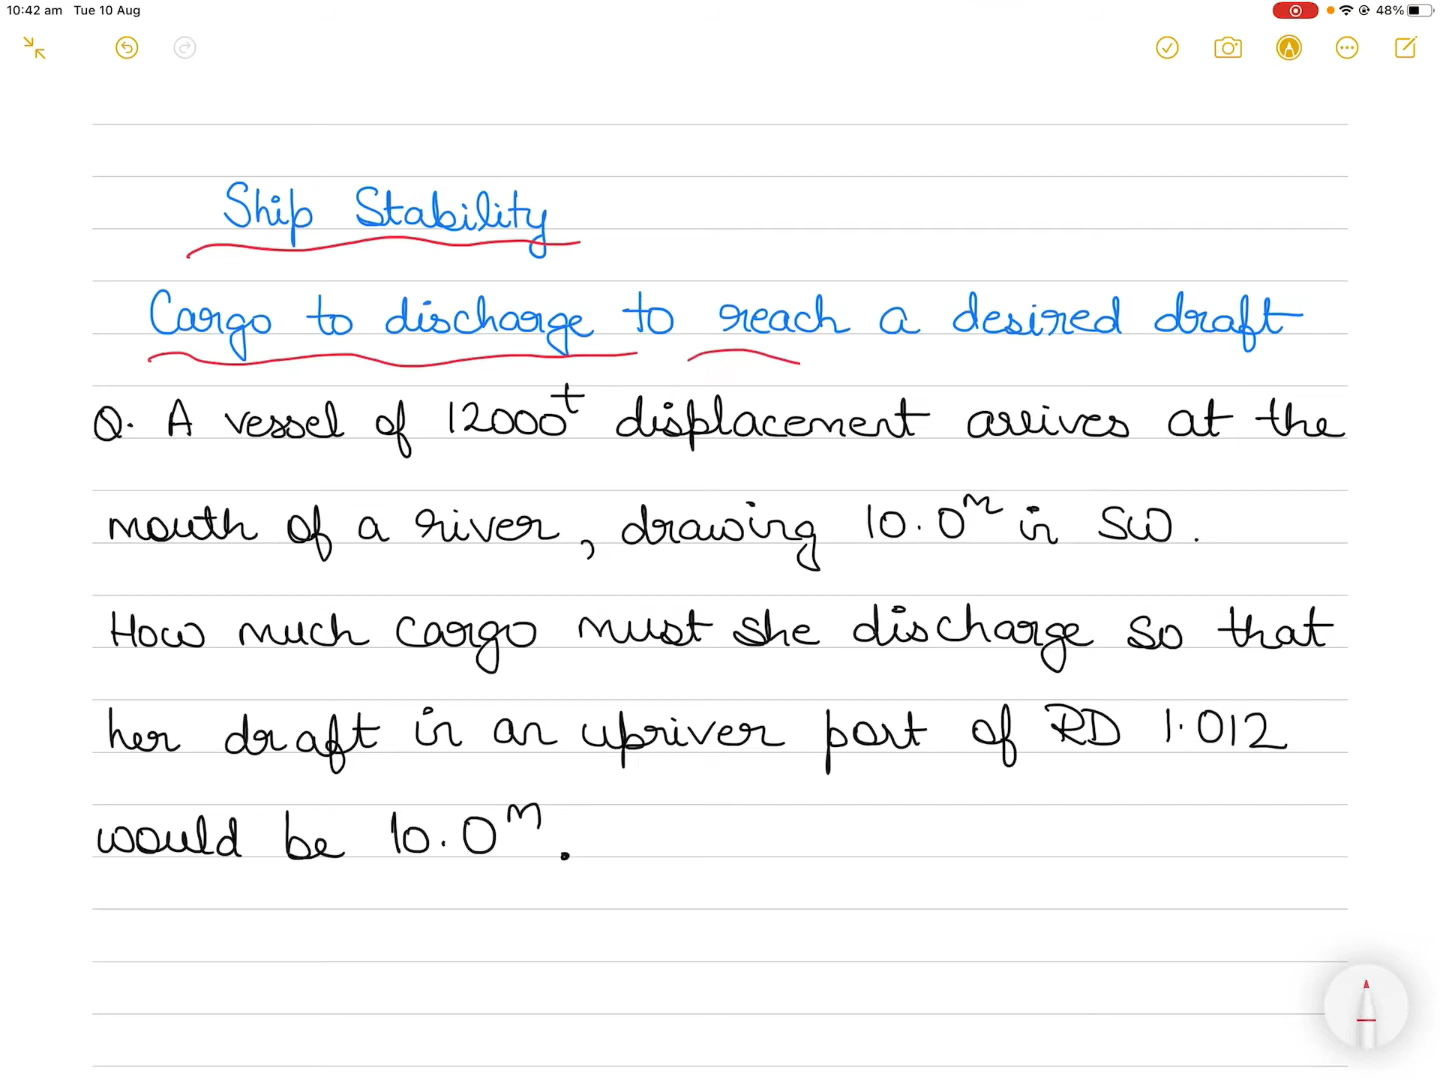 10:42 am Tue 10 Aug 48%
Ship Stability
Cargo to discharge to reach a desired draft
Q. A vessel of 12000t displacement arrives at the
mouth of a river, drawing 10.0m in SW.
How much cargo must she discharge so that
her draft in an upriver port of RD 1.012
would be 10.0m.